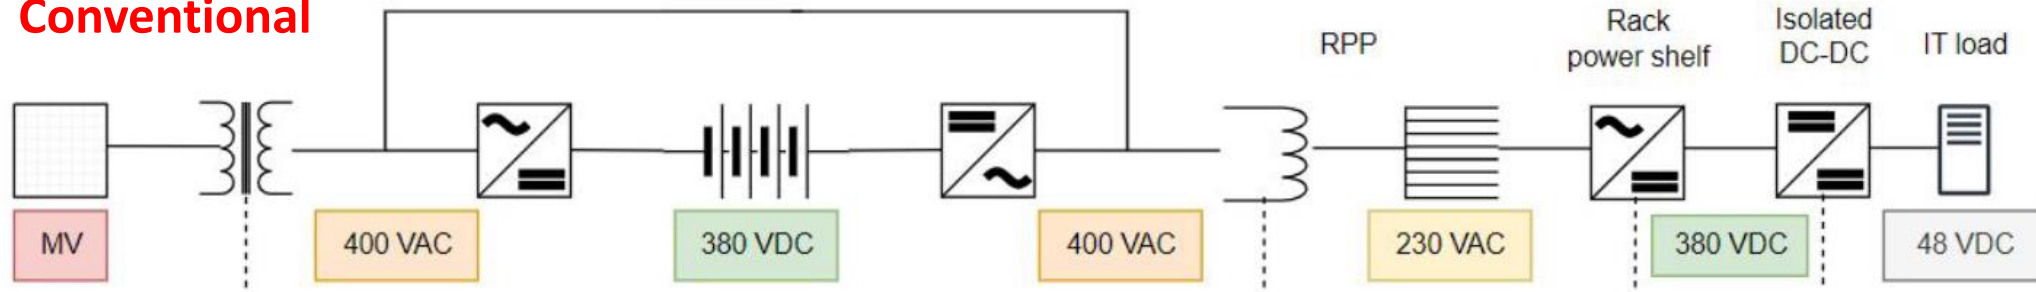 Conventional
RPP
Rack
power shelf
Isolated
DC-DC
IT load
MV
400 VAC
380 VDC
400 VAC
230 VAC
380 VDC
48 VDC